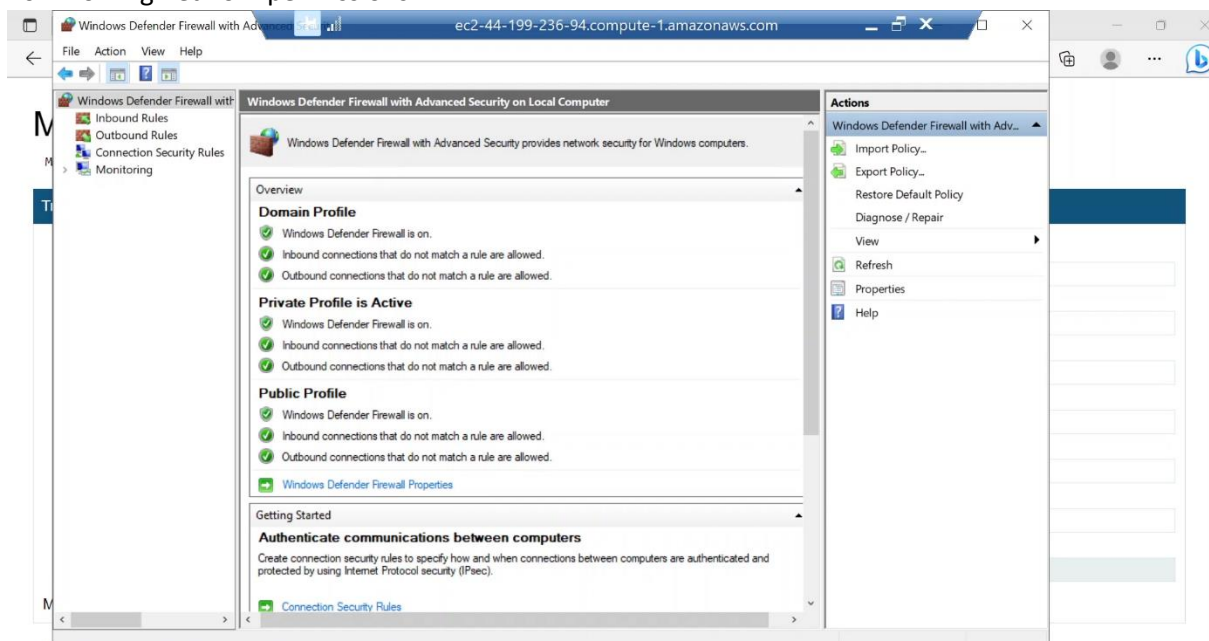 Windows Defender Firewall with Adv
ec2-44-199-236-94.compute-1.amazonaws.com
File Action View Help
Windows Defender Firewall with
Inbound Rules
Outbound Rules
Connection Security Rules
Monitoring
Windows Defender Firewall with Advanced Security on Local Computer
Windows Defender Firewall with Advanced Security provides network security for Windows computers.
Overview
Domain Profile
Windows Defender Firewall is on.
Inbound connections that do not match a rule are allowed.
Outbound connections that do not match a rule are allowed.
Private Profile is Active
Windows Defender Firewall is on.
Inbound connections that do not match a rule are allowed.
Outbound connections that do not match a rule are allowed.
Public Profile
Windows Defender Firewall is on.
Inbound connections that do not match a rule are allowed.
Outbound connections that do not match a rule are allowed.
Windows Defender Firewall Properties
Getting Started
Authenticate communications between computers
Create connection security rules to specify how and when connections between computers are authenticated and
protected by using Internet Protocol security (IPsec).
Connection Security Rules
Actions
Windows Defender Firewall with Adv...
Import Policy...
Export Policy...
Restore Default Policy
Diagnose / Repair
View
Refresh
Properties
Help